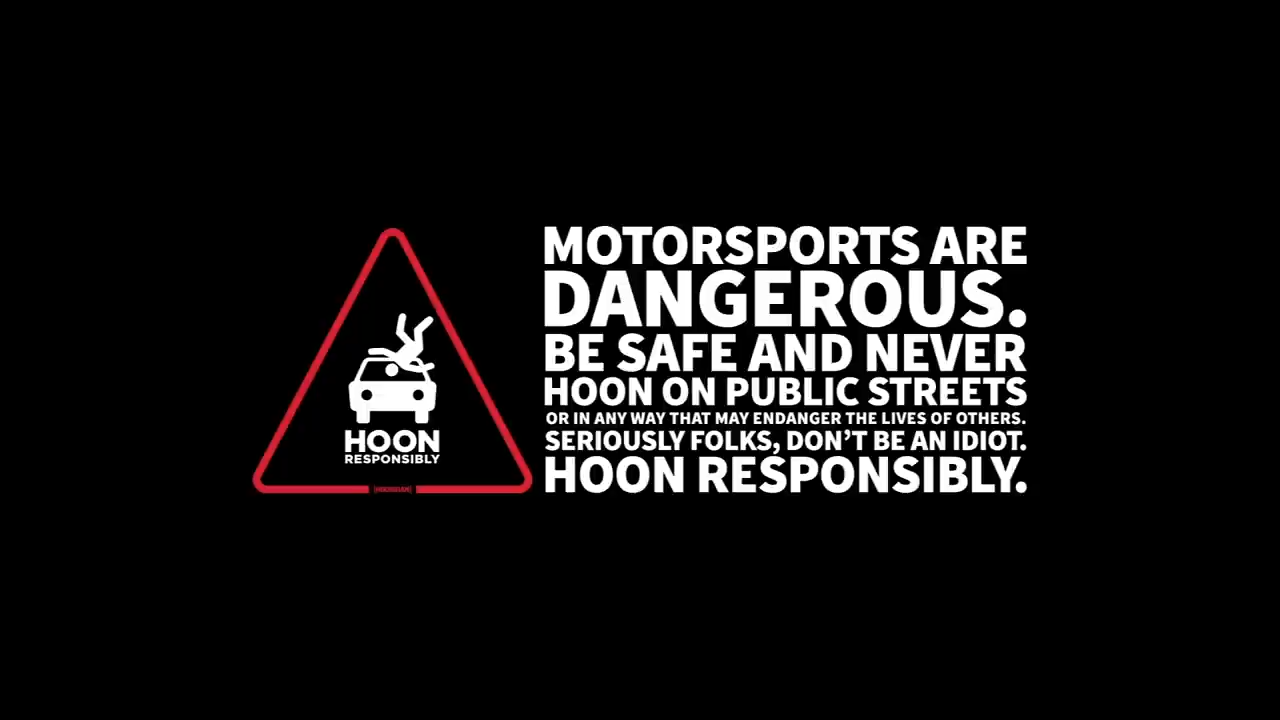 HOON
RESPONSIBLY
MOTORSPORTS ARE
DANGEROUS.
BE SAFE AND NEVER
HOON ON PUBLIC STREETS
OR IN ANY WAY THAT MAY ENDANGER THE LIVES OF OTHERS.
SERIOUSLY FOLKS, DON'T BE AN IDIOT.
HOON RESPONSIBLY.